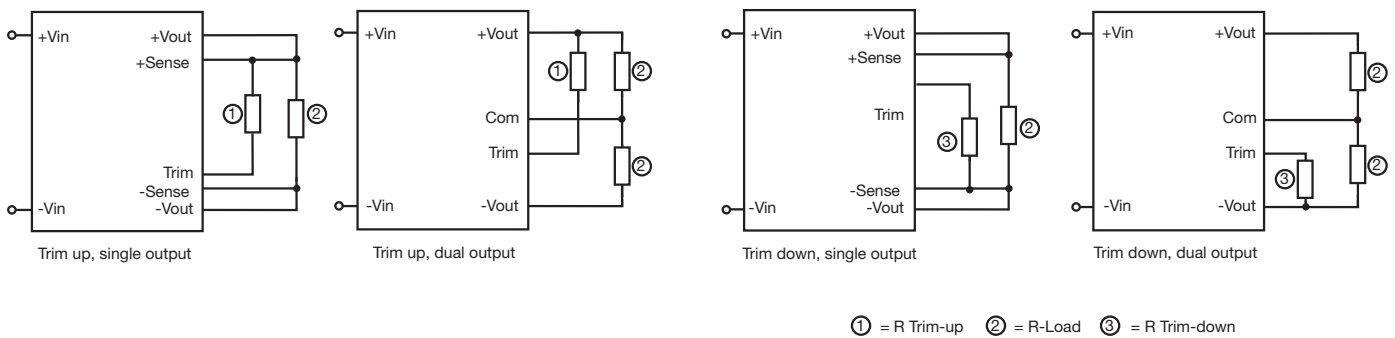 +Vin
+Vout
+Sense
①
②
Trim
-Sense
-Vin
-Vout
Trim up, single output
+Vin
+Vout
①
②
Com
Trim
②
-Vin
-Vout
Trim up, dual output
+Vin
+Vout
+Sense
Trim
②
③
-Sense
-Vin
-Vout
Trim down, single output
+Vin
+Vout
②
Com
Trim
②
③
-Vin
-Vout
Trim down, dual output
① = R Trim-up ② = R-Load ③ = R Trim-down